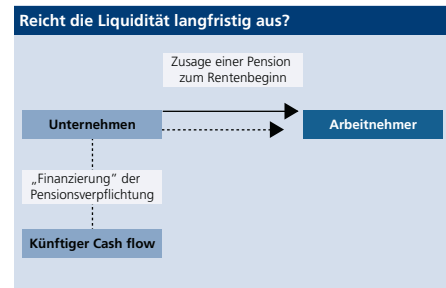 Reicht die Liquidität langfristig aus?
Zusage einer Pension
zum Rentenbeginn
Unternehmen
Arbeitnehmer
„Finanzierung“ der
Pensionsverpflichtung
Künftiger Cash flow